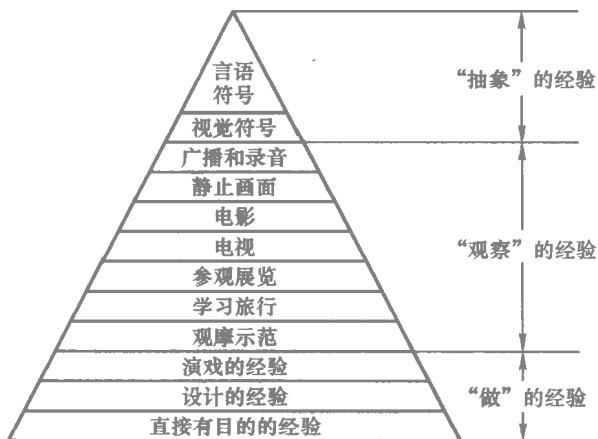 言语
符号
视觉符号
广播和录音
静止画面
电影
电视
参观展览
学习旅行
观摩示范
演戏的经验
设计的经验
直接有目的的经验
“抽象”的经验
“观察”的经验
“做”的经验